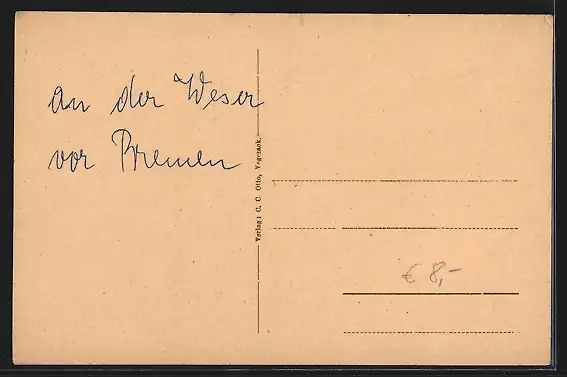 an der Weser
vor Bremen
Verlag: C. C. Otto, Vegesack.
€ 8,-